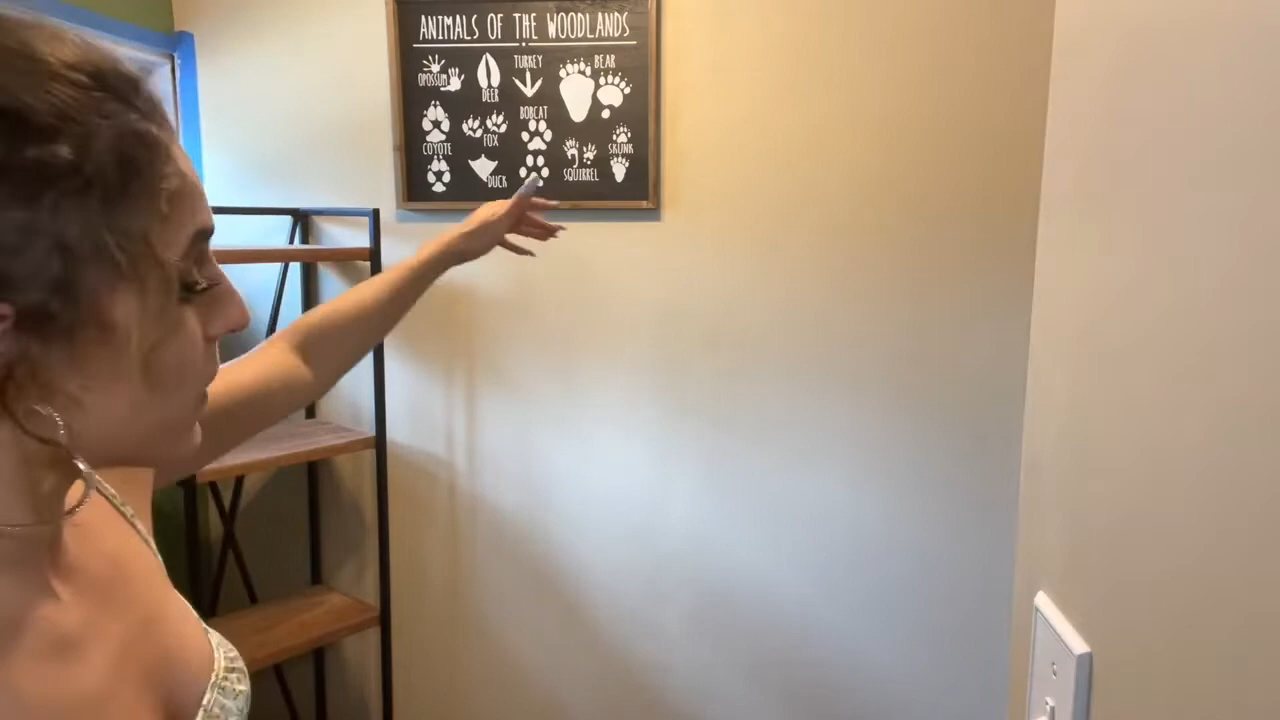 ANIMALS OF THE WOODLANDS
OPOSSUM
DEER
TURKEY
BEAR
COYOTE
FOX
BOBCAT
SKUNK
DUCK
SQUIRREL